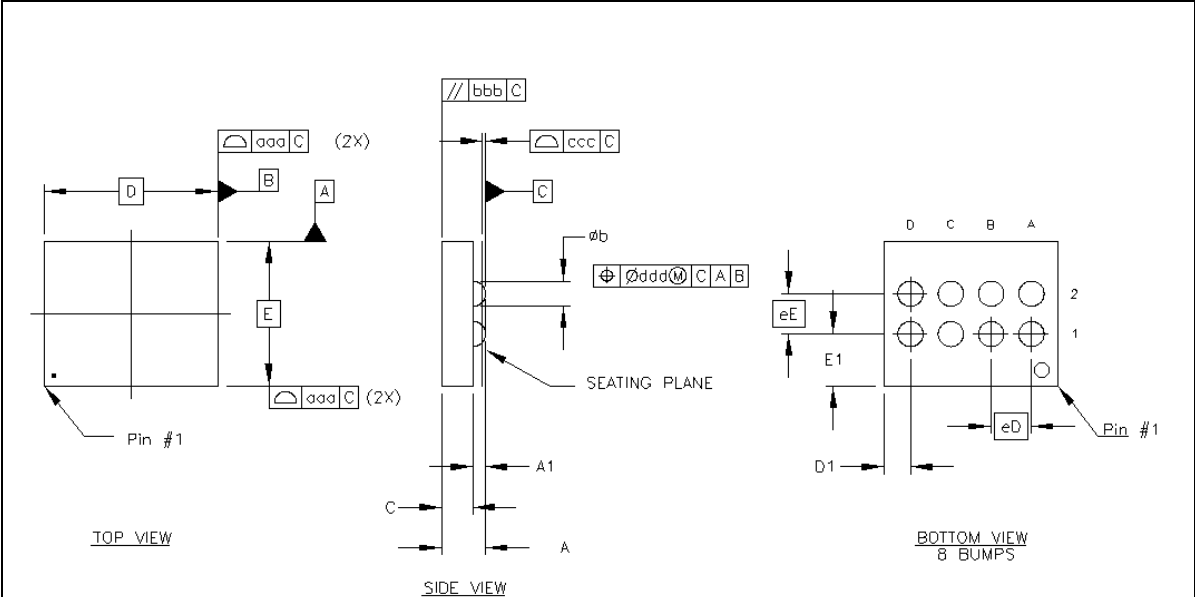 // bbb C
aaa C (2X)
ccc C
D
B
A
C
øb
Øddd Ⓜ C A B
E
aaa C (2X)
SEATING PLANE
Pin #1
A1
C
A
TOP VIEW
SIDE VIEW
D C B A
2
1
eE
E1
eD
D1
Pin #1
BOTTOM VIEW
8 BUMPS